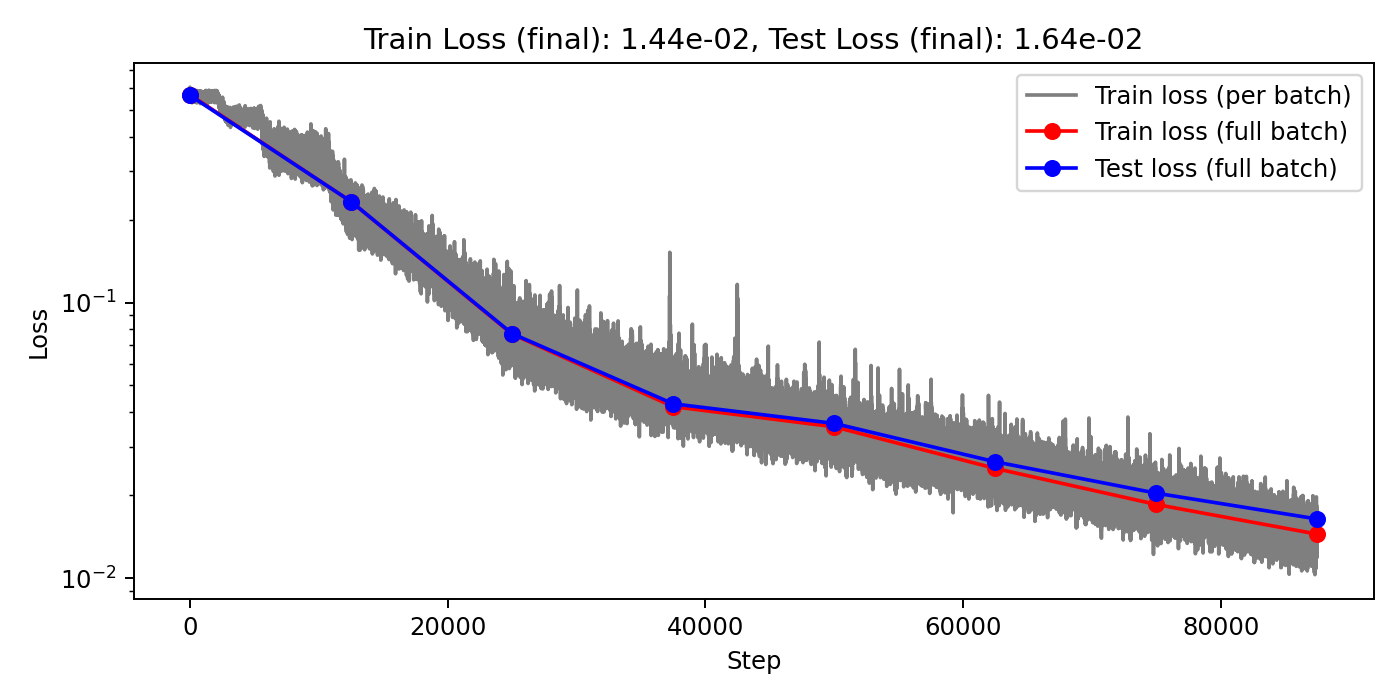 Train Loss (final): 1.44e-02, Test Loss (final): 1.64e-02
Train loss (per batch)
Train loss (full batch)
Test loss (full batch)
Loss
10⁻¹
10⁻²
0 20000 40000 60000 80000
Step